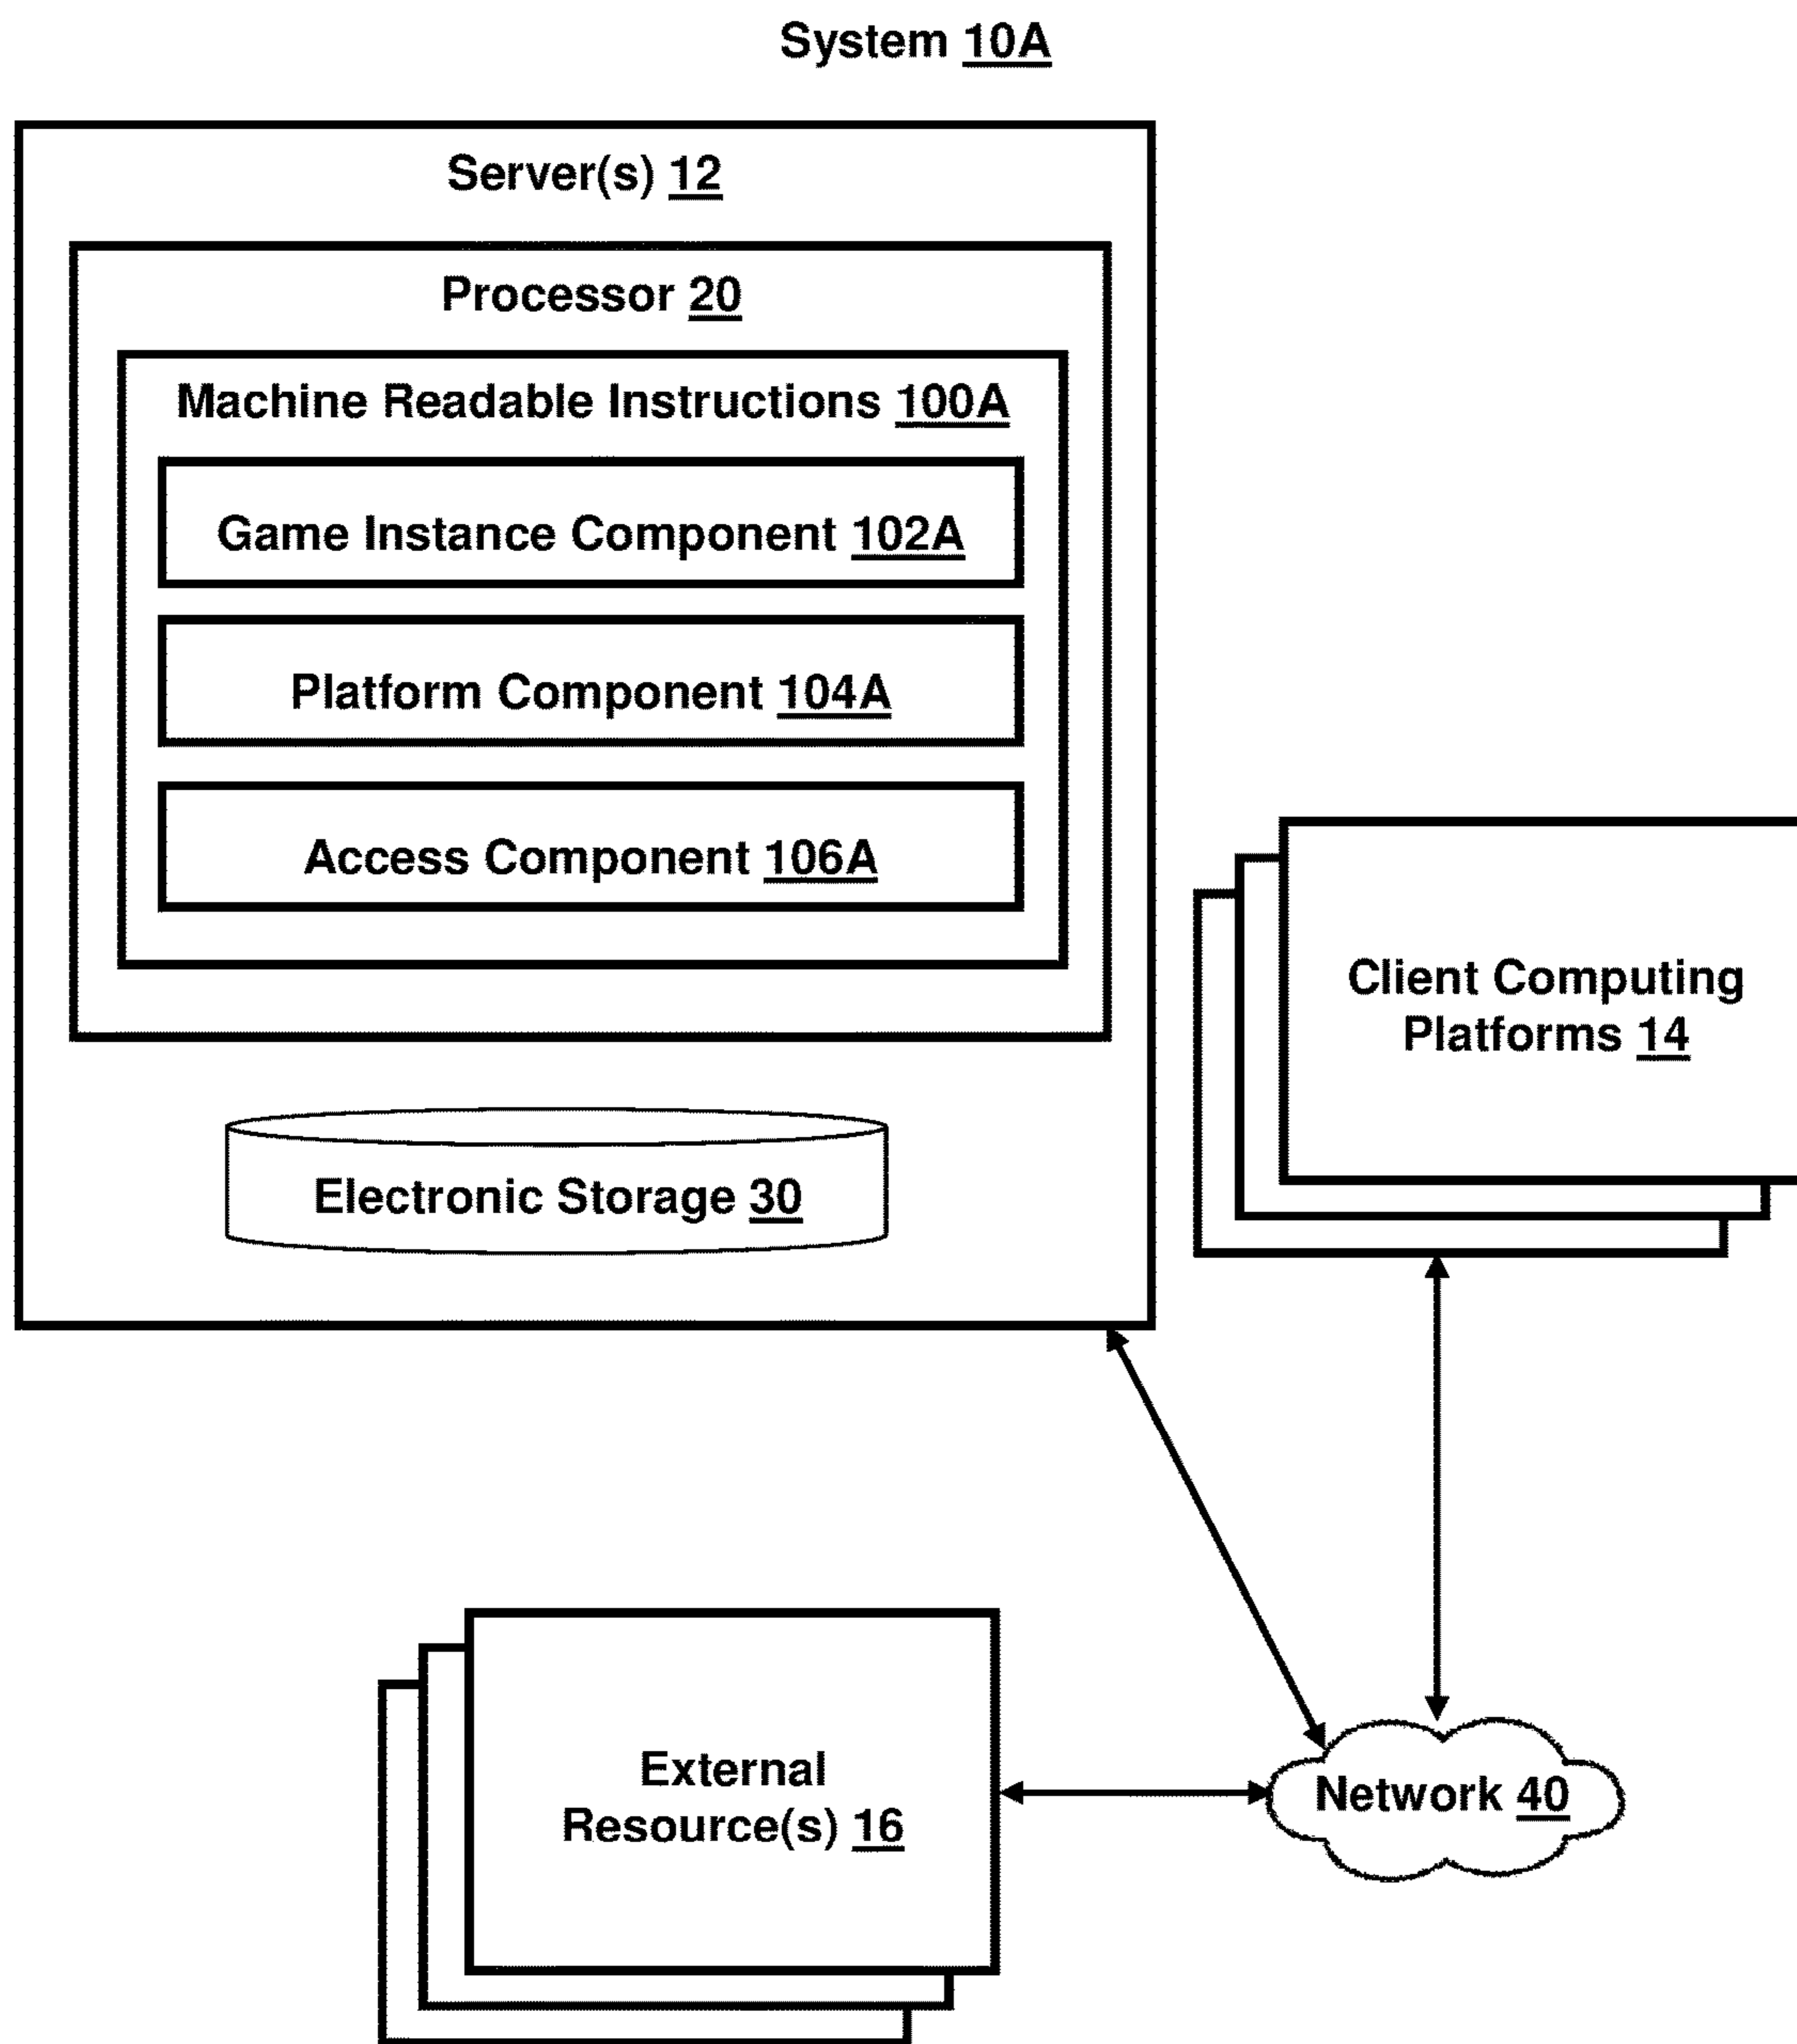 System 10A
Server(s) 12
Processor 20
Machine Readable Instructions 100A
Game Instance Component 102A
Platform Component 104A
Access Component 106A
Electronic Storage 30
Client Computing
Platforms 14
External
Resource(s) 16
Network 40